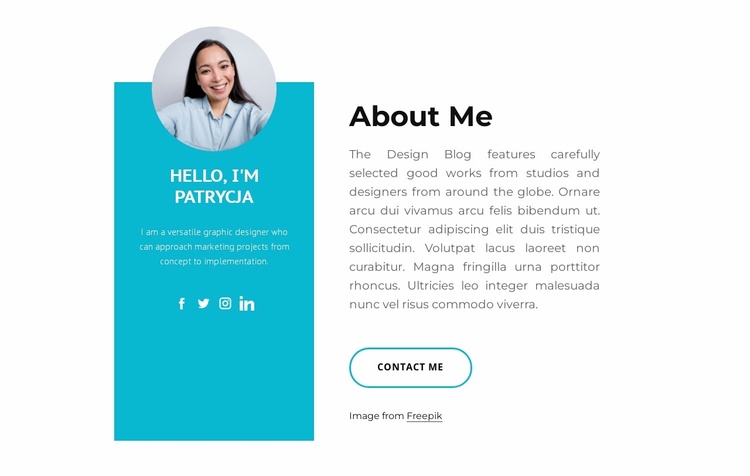 HELLO, I'M
PATRYCJA
I am a versatile graphic designer who
can approach marketing projects from
concept to implementation.
About Me
The Design Blog features carefully
selected good works from studios and
designers from around the globe. Ornare
arcu dui vivamus arcu felis bibendum ut.
Consectetur adipiscing elit duis tristique
sollicitudin. Volutpat lacus laoreet non
curabitur. Magna fringilla urna porttitor
rhoncus. Ultricies leo integer malesuada
nunc vel risus commodo viverra.
CONTACT ME
Image from Freepik